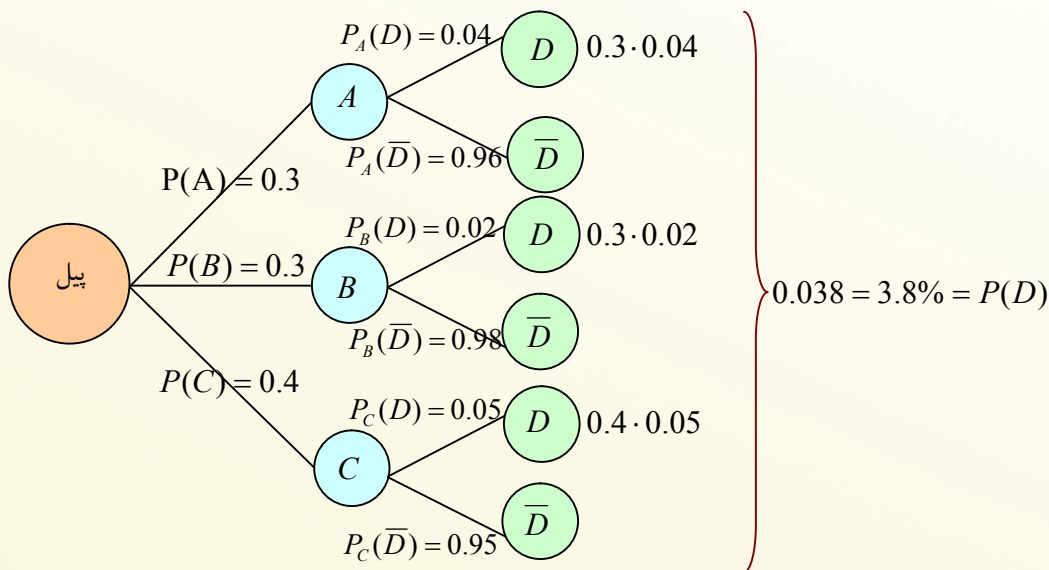 P_A(D) = 0.04
D 0.3 · 0.04
A
P_A(D̅) = 0.96
D̅
P(A) = 0.3
P_B(D) = 0.02
D 0.3 · 0.02
پیل
P(B) = 0.3
B
0.038 = 3.8% = P(D)
P_B(D̅) = 0.98
D̅
P(C) = 0.4
P_C(D) = 0.05
D 0.4 · 0.05
C
P_C(D̅) = 0.95
D̅